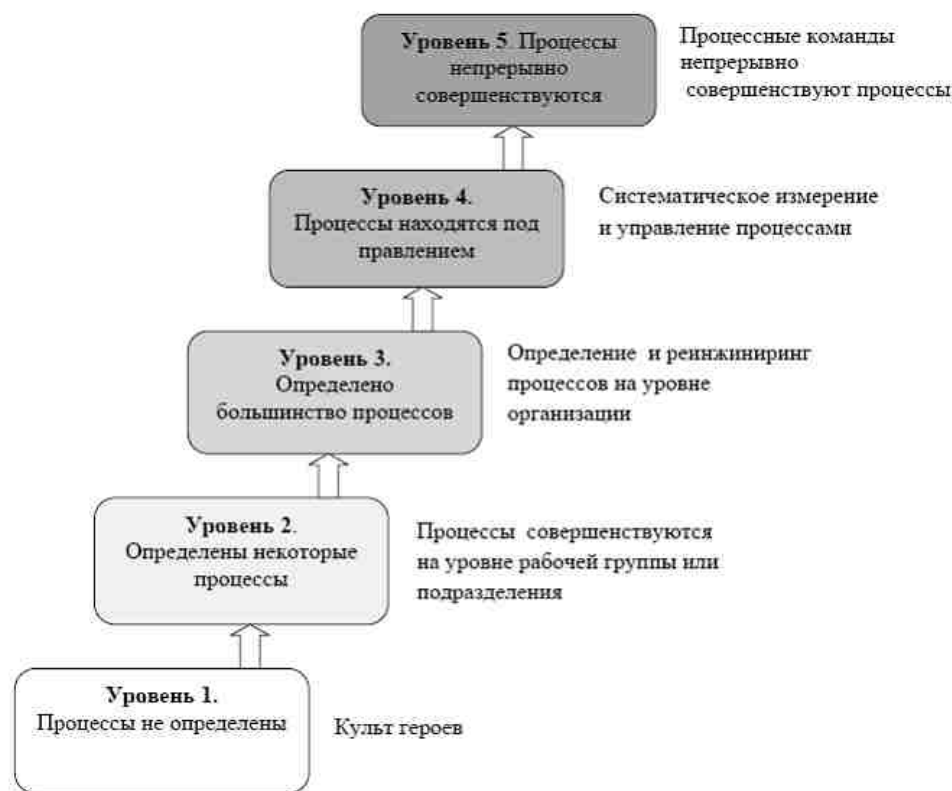 Уровень 5. Процессы
непрерывно
совершенствуются
Процессные команды
непрерывно
совершенствуют процессы
Уровень 4.
Процессы находятся под
правлением
Систематическое измерение
и управление процессами
Уровень 3.
Определено
большинство процессов
Определение и реинжиниринг
процессов на уровне
организации
Уровень 2.
Определены некоторые
процессы
Процессы совершенствуются
на уровне рабочей группы или
подразделения
Уровень 1.
Процессы не определены
Культ героев